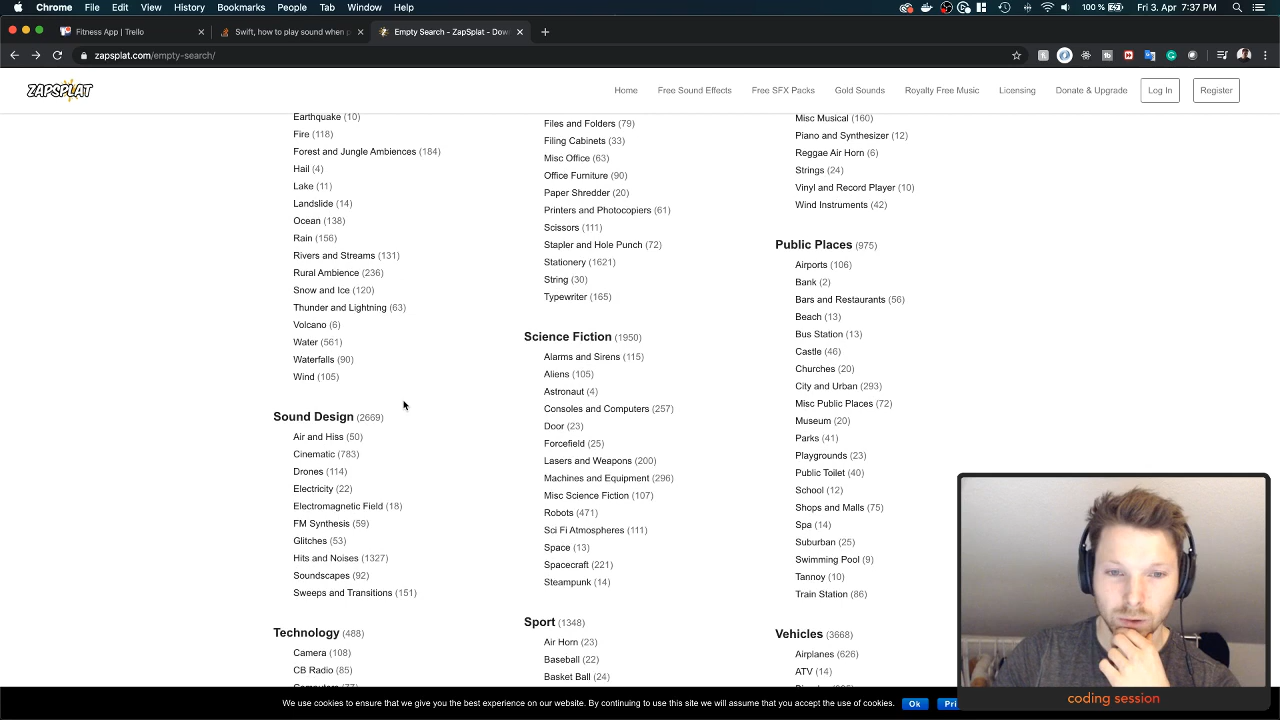 Chrome File Edit View History Bookmarks People Tab Window Help
100 % Fri 3. Apr 7:37 PM
Fitness App | Trello
Swift, how to play sound when p
Empty Search - ZapSplat - Dow
zapsplat.com/empty-search/
ZAPSPLAT
Home Free Sound Effects Free SFX Packs Gold Sounds Royalty Free Music Licensing Donate & Upgrade Log In Register
Earthquake (10)
Fire (118)
Forest and Jungle Ambiences (184)
Hail (4)
Lake (11)
Landslide (14)
Ocean (138)
Rain (156)
Rivers and Streams (131)
Rural Ambience (236)
Snow and Ice (120)
Thunder and Lightning (63)
Volcano (6)
Water (561)
Waterfalls (90)
Wind (105)
Sound Design (2669)
Air and Hiss (50)
Cinematic (783)
Drones (114)
Electricity (22)
Electromagnetic Field (18)
FM Synthesis (59)
Glitches (53)
Hits and Noises (1327)
Soundscapes (92)
Sweeps and Transitions (151)
Technology (488)
Camera (108)
CB Radio (85)
Files and Folders (79)
Filing Cabinets (33)
Misc Office (63)
Office Furniture (90)
Paper Shredder (20)
Printers and Photocopiers (61)
Scissors (111)
Stapler and Hole Punch (72)
Stationery (1621)
String (30)
Typewriter (165)
Science Fiction (1950)
Alarms and Sirens (115)
Aliens (105)
Astronaut (4)
Consoles and Computers (257)
Door (23)
Forcefield (25)
Lasers and Weapons (200)
Machines and Equipment (296)
Misc Science Fiction (107)
Robots (471)
Sci Fi Atmospheres (111)
Space (13)
Spacecraft (221)
Steampunk (14)
Sport (1348)
Air Horn (23)
Baseball (22)
Basket Ball (24)
Misc Musical (160)
Piano and Synthesizer (12)
Reggae Air Horn (6)
Strings (24)
Vinyl and Record Player (10)
Wind Instruments (42)
Public Places (975)
Airports (106)
Bank (2)
Bars and Restaurants (56)
Beach (13)
Bus Station (13)
Castle (46)
Churches (20)
City and Urban (293)
Misc Public Places (72)
Museum (20)
Parks (41)
Playgrounds (23)
Public Toilet (40)
School (12)
Shops and Malls (75)
Spa (14)
Suburban (25)
Swimming Pool (9)
Tannoy (10)
Train Station (86)
Vehicles (3668)
Airplanes (626)
ATV (14)
We use cookies to ensure that we give you the best experience on our website. By continuing to use this site we will assume that you accept the use of cookies. Ok Pri
coding session